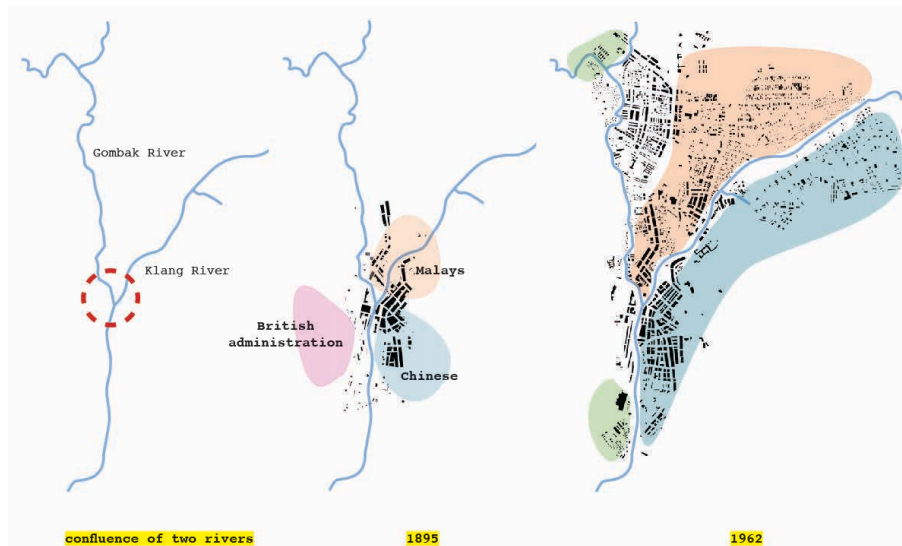 Gombak River
Klang River
confluence of two rivers
Malays
British
administration
Chinese
1895
1962